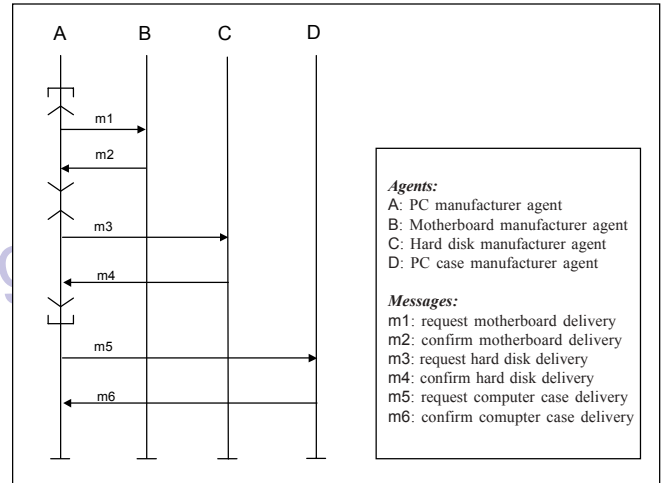 A B C D
m1
m2
m3
m4
m5
m6
Agents:
A: PC manufacturer agent
B: Motherboard manufacturer agent
C: Hard disk manufacturer agent
D: PC case manufacturer agent
Messages:
m1: request motherboard delivery
m2: confirm motherboard delivery
m3: request hard disk delivery
m4: confirm hard disk delivery
m5: request computer case delivery
m6: confirm comupter case delivery